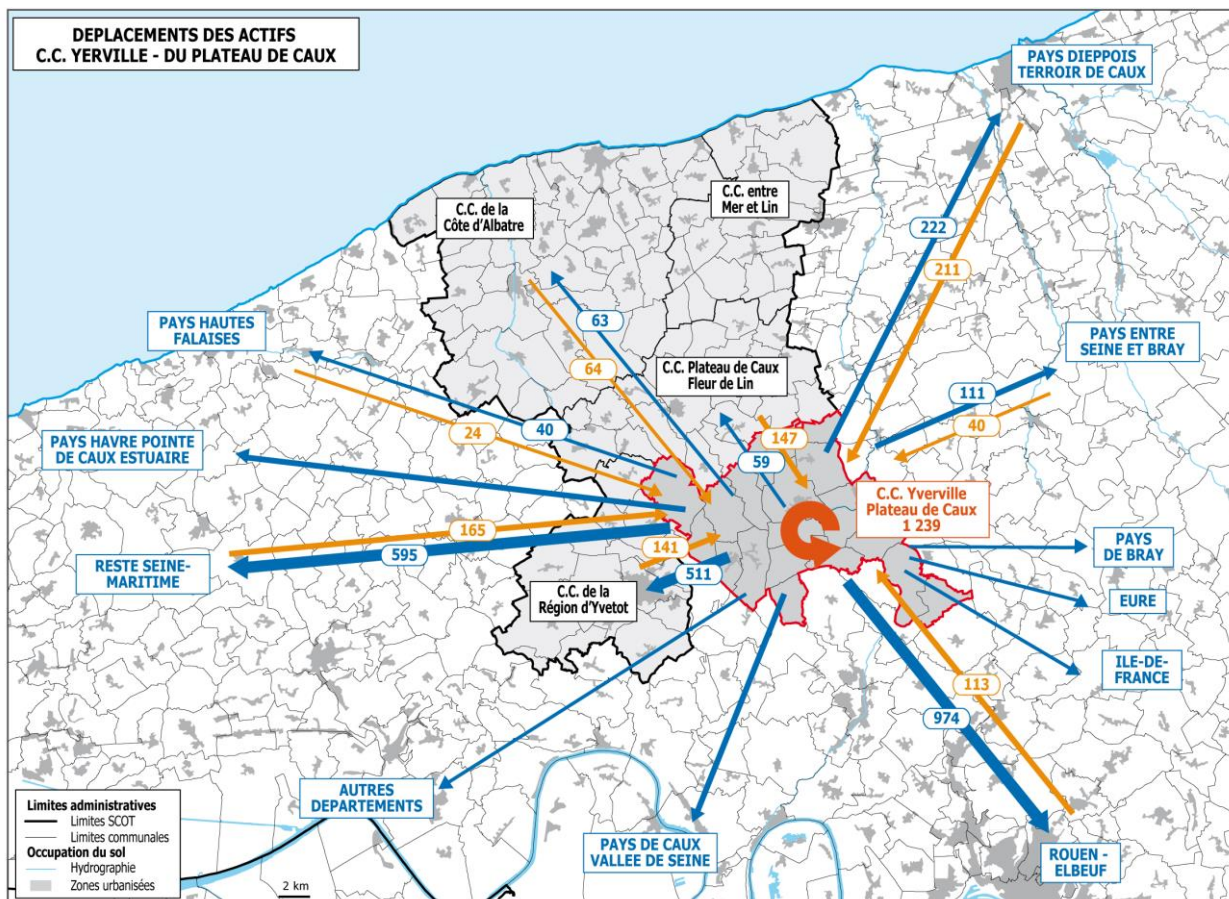 DEPLACEMENTS DES ACTIFS
C.C. YERVILLE - DU PLATEAU DE CAUX
PAYS DIEPPOIS
TERROIR DE CAUX
C.C. entre
Mer et Lin
C.C. de la
Côte d'Albatre
222
211
PAYS HAUTES
FALAISES
63
PAYS ENTRE
SEINE ET BRAY
64
C.C. Plateau de Caux
Fleur de Lin
111
40
24
40
147
59
PAYS HAVRE POINTE
DE CAUX ESTUAIRE
C.C. Yverville
Plateau de Caux
1 239
165
595
RESTE SEINE-
MARITIME
141
511
PAYS
DE BRAY
C.C. de la
Région d'Yvetot
EURE
ILE-DE-
FRANCE
113
974
AUTRES
DEPARTEMENTS
PAYS DE CAUX
VALLEE DE SEINE
ROUEN -
ELBEUF
Limites administratives
Limites SCOT
Limites communales
Occupation du sol
Hydrographie
Zones urbanisées
2 km